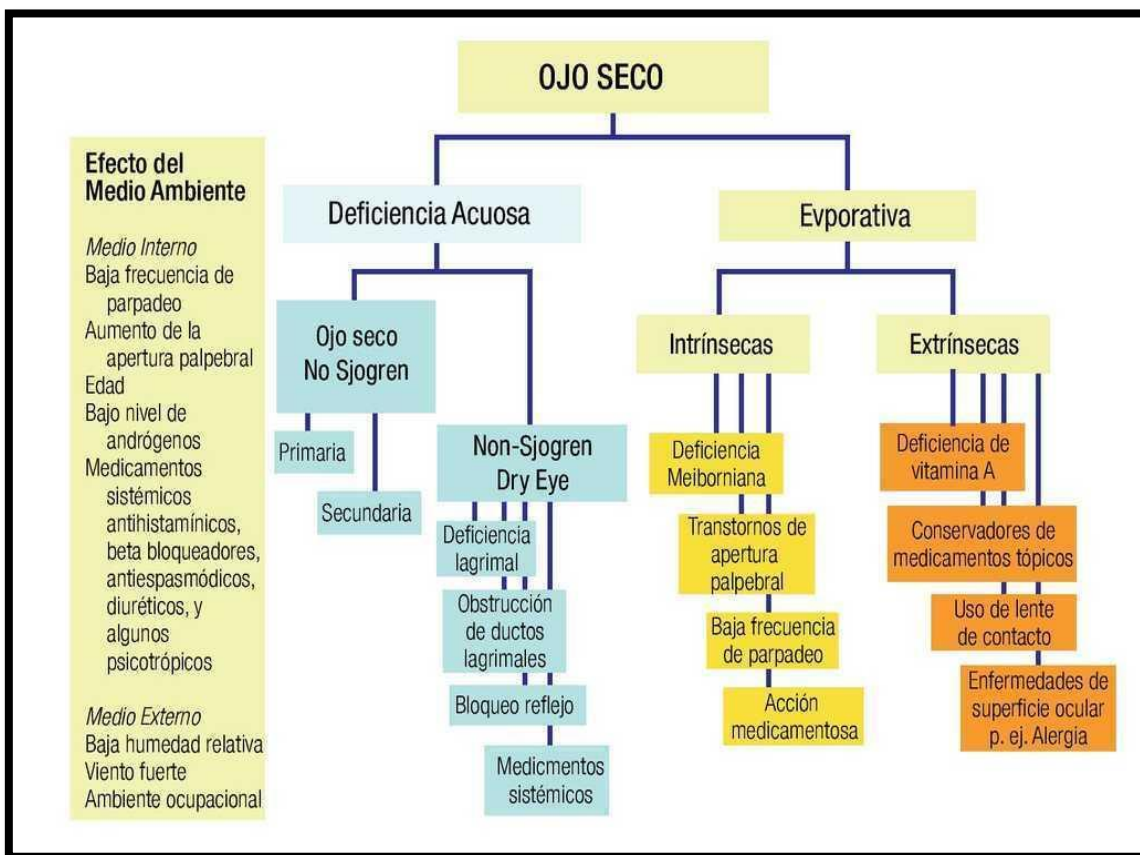 OJO SECO
Efecto del
Medio Ambiente
Medio Interno
Baja frecuencia de
parpadeo
Aumento de la
apertura palpebral
Edad
Bajo nivel de
andrógenos
Medicamentos
sistémicos
antihistamínicos,
beta bloqueadores,
antiespasmódicos,
diuréticos, y
algunos
psicotrópicos
Medio Externo
Baja humedad relativa
Viento fuerte
Ambiente ocupacional
Deficiencia Acuosa
Ojo seco
No Sjogren
Primaria
Secundaria
Non-Sjogren
Dry Eye
Deficiencia
lagrimal
Obstrucción
de ductos
lagrimales
Bloqueo reflejo
Medicmentos
sistémicos
Evporativa
Intrínsecas
Deficiencia
Meiborniana
Transtornos de
apertura
palpebral
Baja frecuencia
de parpadeo
Acción
medicamentosa
Extrínsecas
Deficiencia de
vitamina A
Conservadores de
medicamentos tópicos
Uso de lente
de contacto
Enfermedades de
superficie ocular
p. ej. Alergia